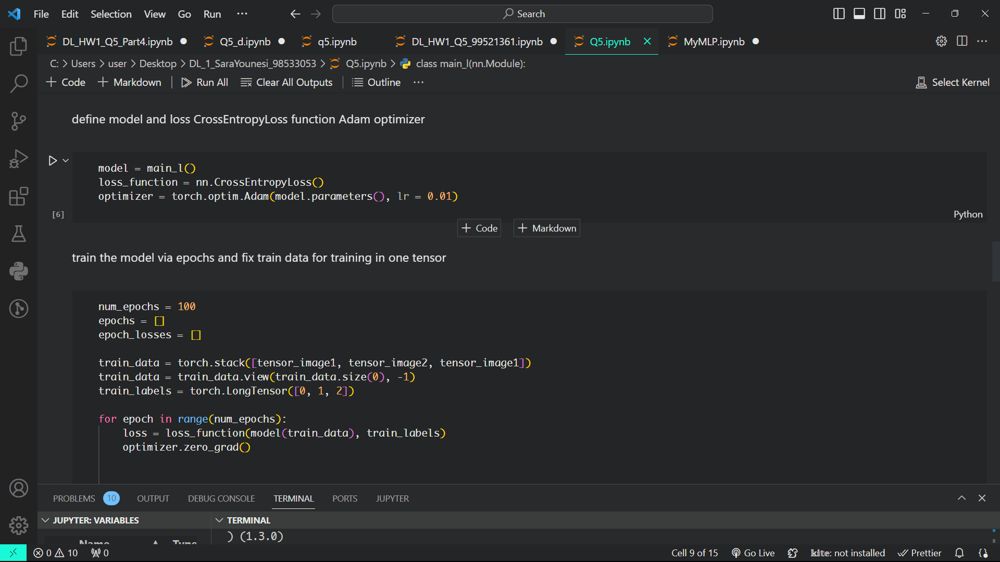 File Edit Selection View Go Run ··· Search
DL_HW1_Q5_Part4.ipynb Q5_d.ipynb q5.ipynb DL_HW1_Q5_99521361.ipynb Q5.ipynb MyMLP.ipynb
C: > Users > user > Desktop > DL_1_SaraYounesi_98533053 > Q5.ipynb > class main_l(nn.Module):
+ Code + Markdown | Run All Clear All Outputs | Outline ··· Select Kernel
define model and loss CrossEntropyLoss function Adam optimizer
model = main_l()
loss_function = nn.CrossEntropyLoss()
optimizer = torch.optim.Adam(model.parameters(), lr = 0.01)
[6] Python
+ Code + Markdown
train the model via epochs and fix train data for training in one tensor
num_epochs = 100
epochs = []
epoch_losses = []
train_data = torch.stack([tensor_image1, tensor_image2, tensor_image1])
train_data = train_data.view(train_data.size(0), -1)
train_labels = torch.LongTensor([0, 1, 2])
for epoch in range(num_epochs):
loss = loss_function(model(train_data), train_labels)
optimizer.zero_grad()
PROBLEMS 10 OUTPUT DEBUG CONSOLE TERMINAL PORTS JUPYTER
JUPYTER: VARIABLES TERMINAL
Name Type ) (1.3.0)
0 10 0 Cell 9 of 15 Go Live kite: not installed Prettier